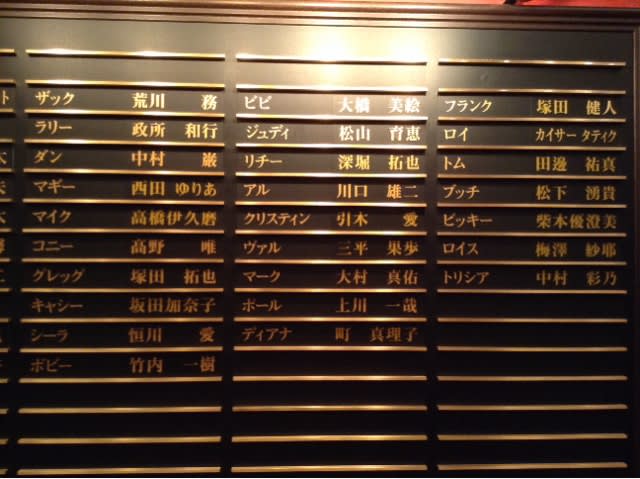 ザック 荒川 務
ラリー 政所 和行
ダン 中村 巌
マギー 西田 ゆりあ
マイク 高橋伊久磨
コニー 高野 唯
グレッグ 塚田 拓也
キャシー 坂田加奈子
シーラ 恒川 愛
ボビー 竹内 一樹
ビビ 大橋 美絵
ジュディ 松山 育恵
リチー 深堀 拓也
アル 川口 雄二
クリスティン 引木 愛
ヴァル 三平 果歩
マーク 大村 真佑
ポール 上川 一哉
ディアナ 町 真理子
フランク 塚田 健人
ロイ カイサー タティク
トム 田邊 祐真
ブッチ 松下 湧貴
ビッキー 柴本優澄美
ロイス 梅澤 紗耶
トリシア 中村 彩乃